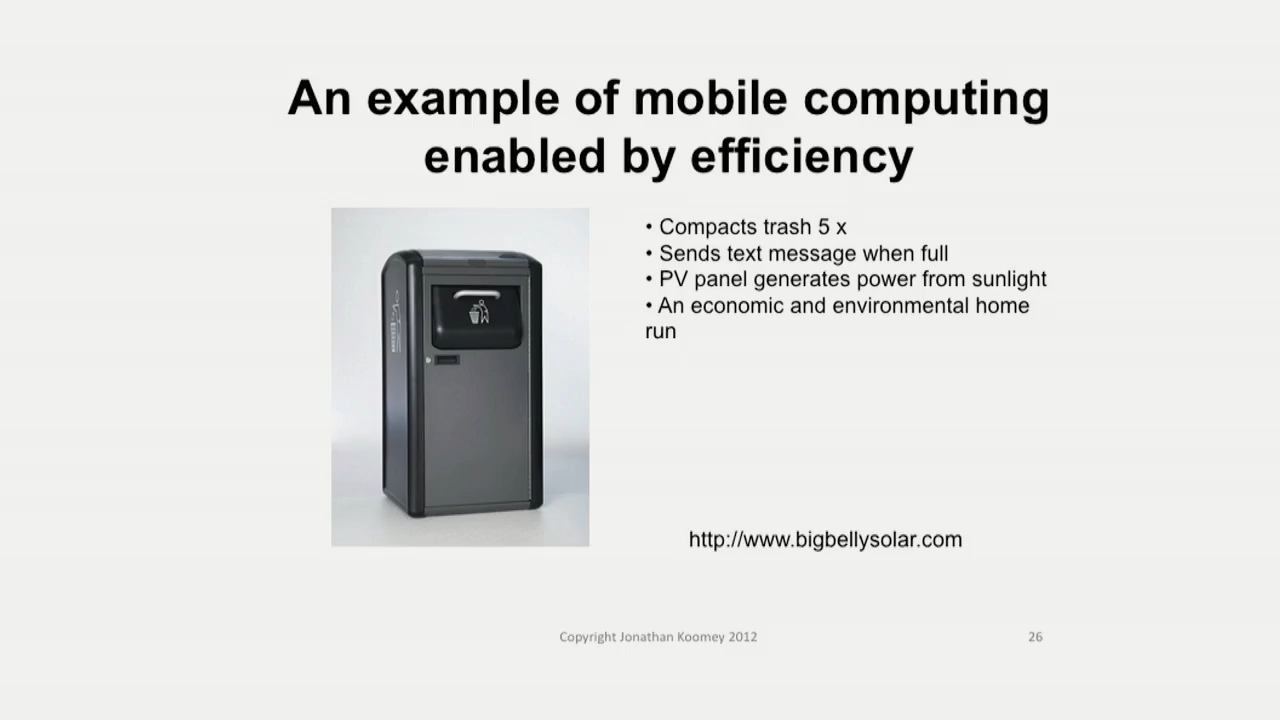 An example of mobile computing
enabled by efficiency
• Compacts trash 5 x
• Sends text message when full
• PV panel generates power from sunlight
• An economic and environmental home
run
http://www.bigbellysolar.com
Copyright Jonathan Koomey 2012
26